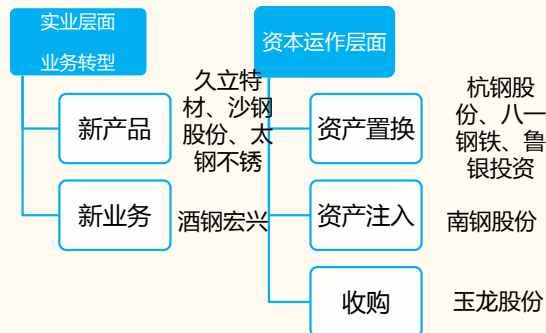 实业层面
业务转型
新产品
久立特
材、沙钢
股份、太
钢不锈
新业务
酒钢宏兴
资本运作层面
资产置换
杭钢股
份、八一
钢铁、鲁
银投资
资产注入
南钢股份
收购
玉龙股份